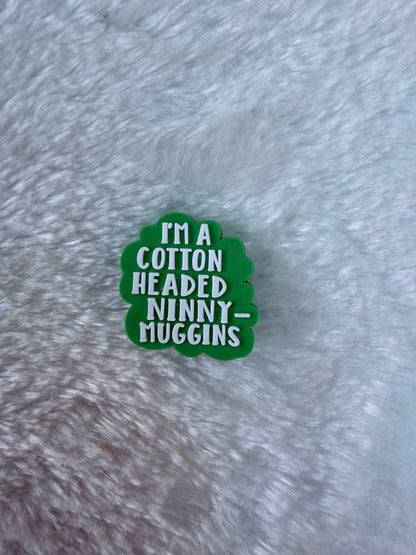 I'M A
COTTON
HEADED
NINNY-
MUGGINS